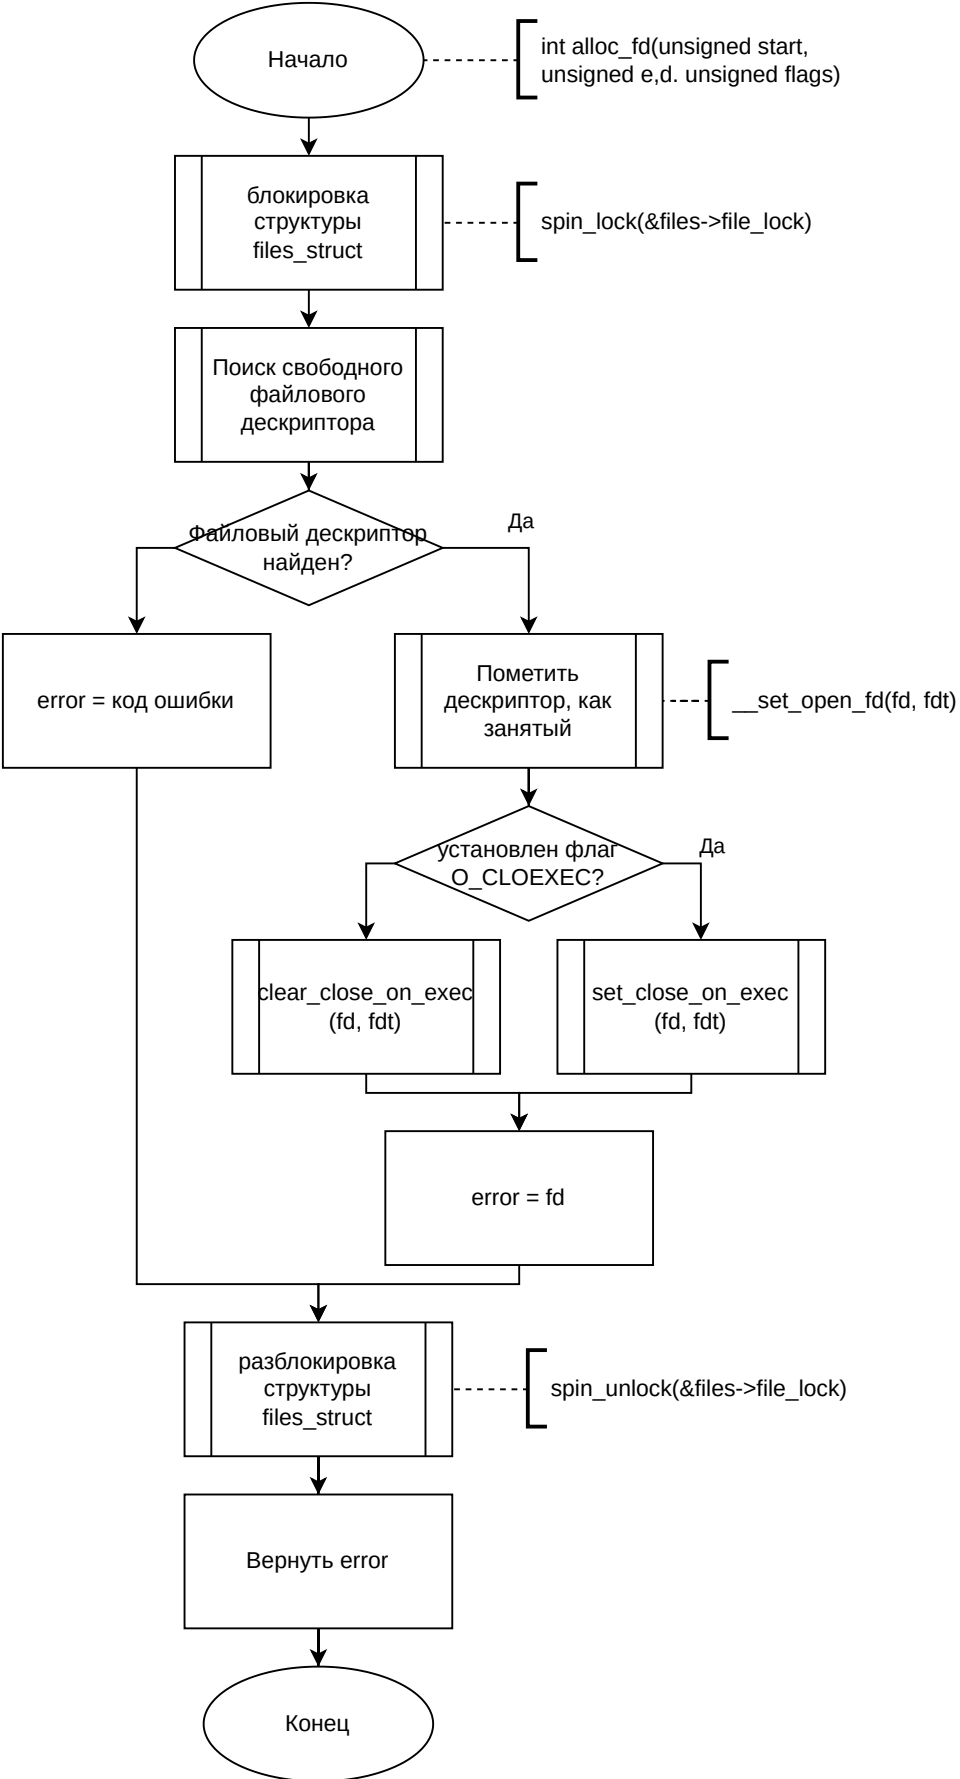 Начало
int alloc_fd(unsigned start,
unsigned e,d. unsigned flags)
блокировка
структуры
files_struct
spin_lock(&files->file_lock)
Поиск свободного
файлового
дескриптора
Файловый дескриптор
найден?
Да
error = код ошибки
Пометить
дескриптор, как
занятый
__set_open_fd(fd, fdt)
установлен флаг
O_CLOEXEC?
Да
clear_close_on_exec
(fd, fdt)
set_close_on_exec
(fd, fdt)
error = fd
разблокировка
структуры
files_struct
spin_unlock(&files->file_lock)
Вернуть error
Конец